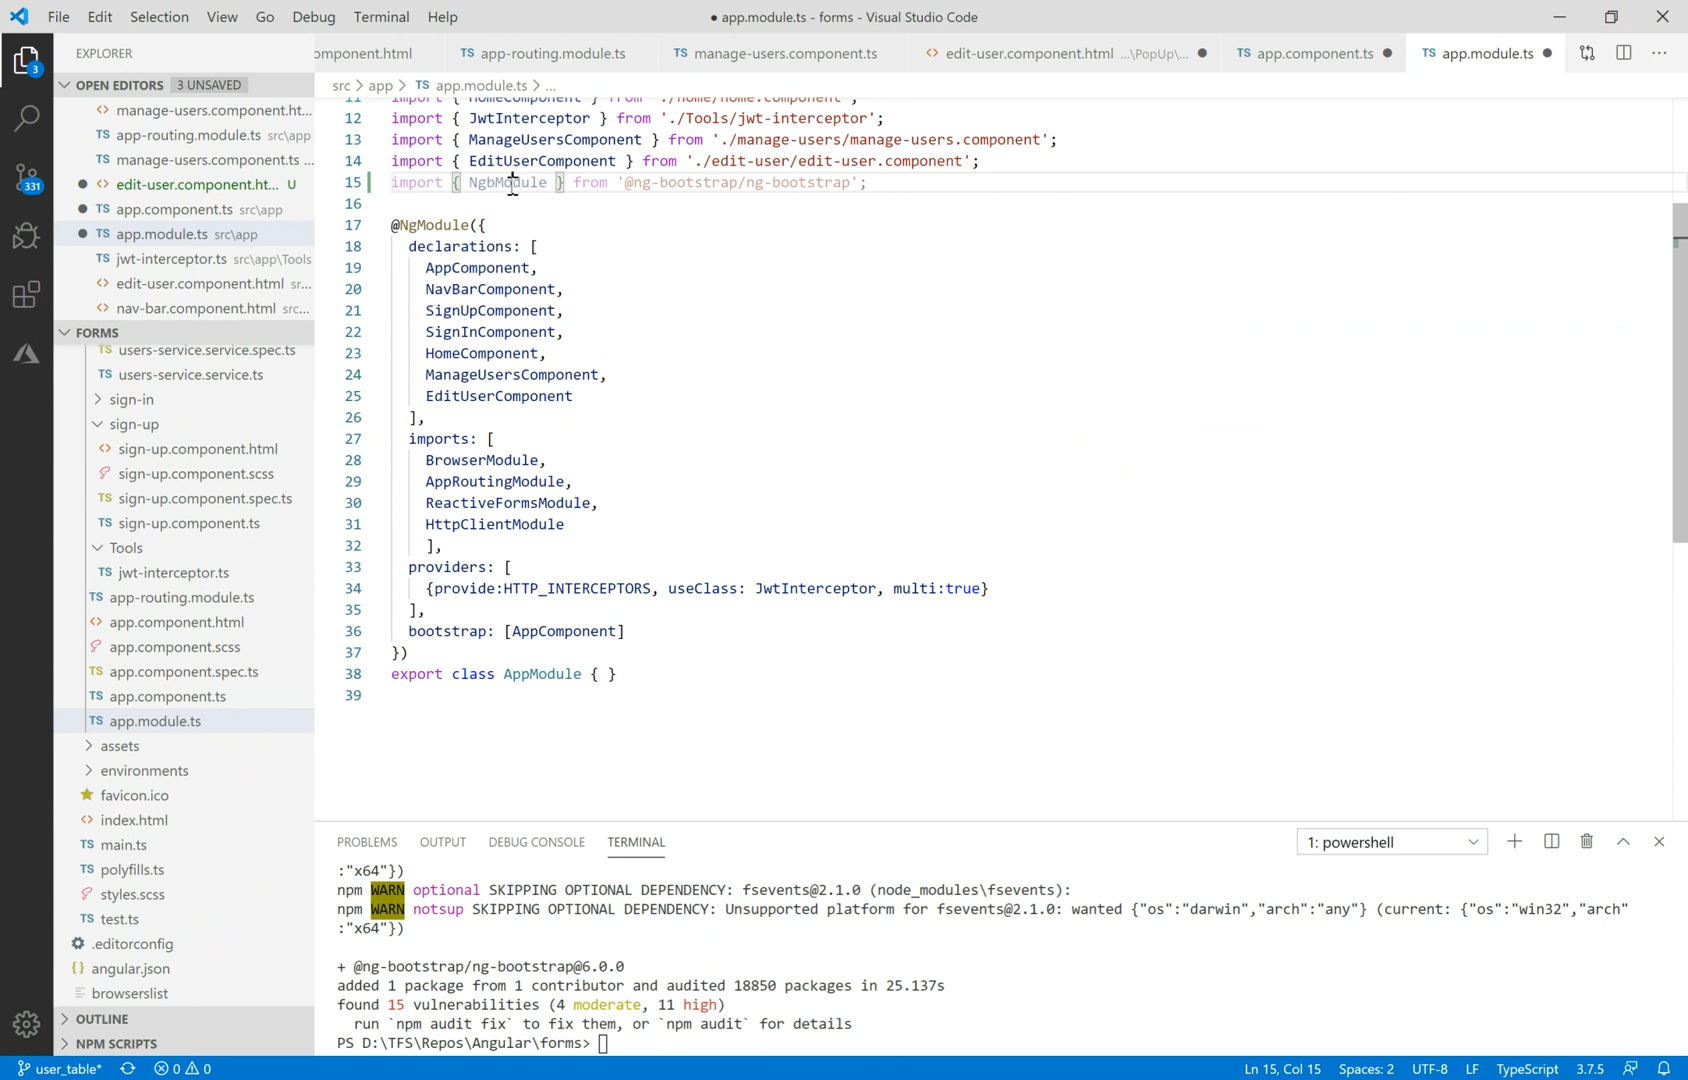 File Edit Selection View Go Debug Terminal Help
● app.module.ts - forms - Visual Studio Code
EXPLORER
OPEN EDITORS 3 UNSAVED
manage-users.component.ht...
app-routing.module.ts src\app
manage-users.component.ts ...
edit-user.component.ht... U
app.component.ts src\app
app.module.ts src\app
jwt-interceptor.ts src\app\Tools
edit-user.component.html sr...
nav-bar.component.html src...
FORMS
users-service.service.spec.ts
users-service.service.ts
sign-in
sign-up
sign-up.component.html
sign-up.component.scss
sign-up.component.spec.ts
sign-up.component.ts
Tools
jwt-interceptor.ts
app-routing.module.ts
app.component.html
app.component.scss
app.component.spec.ts
app.component.ts
app.module.ts
assets
environments
favicon.ico
index.html
main.ts
polyfills.ts
styles.scss
test.ts
.editorconfig
angular.json
browserslist
OUTLINE
NPM SCRIPTS
3
331
omponent.html
TS app-routing.module.ts
TS manage-users.component.ts
edit-user.component.html ...\PopUp\...
TS app.component.ts
TS app.module.ts
src > app > TS app.module.ts > ...
11 import { HomeComponent } from './home/home.component';
12 import { JwtInterceptor } from './Tools/jwt-interceptor';
13 import { ManageUsersComponent } from './manage-users/manage-users.component';
14 import { EditUserComponent } from './edit-user/edit-user.component';
15 import { NgbModule } from '@ng-bootstrap/ng-bootstrap';
16
17 @NgModule({
18 declarations: [
19 AppComponent,
20 NavBarComponent,
21 SignUpComponent,
22 SignInComponent,
23 HomeComponent,
24 ManageUsersComponent,
25 EditUserComponent
26 ],
27 imports: [
28 BrowserModule,
29 AppRoutingModule,
30 ReactiveFormsModule,
31 HttpClientModule
32 ],
33 providers: [
34 {provide:HTTP_INTERCEPTORS, useClass: JwtInterceptor, multi:true}
35 ],
36 bootstrap: [AppComponent]
37 })
38 export class AppModule { }
39
PROBLEMS OUTPUT DEBUG CONSOLE TERMINAL
1: powershell
:"x64"})
npm WARN optional SKIPPING OPTIONAL DEPENDENCY: fsevents@2.1.0 (node_modules\fsevents):
npm WARN notsup SKIPPING OPTIONAL DEPENDENCY: Unsupported platform for fsevents@2.1.0: wanted {"os":"darwin","arch":"any"} (current: {"os":"win32","arch"
:"x64"})
+ @ng-bootstrap/ng-bootstrap@6.0.0
added 1 package from 1 contributor and audited 18850 packages in 25.137s
found 15 vulnerabilities (4 moderate, 11 high)
run `npm audit fix` to fix them, or `npm audit` for details
PS D:\TFS\Repos\Angular\forms>
user_table* 0 0
Ln 15, Col 15 Spaces: 2 UTF-8 LF TypeScript 3.7.5